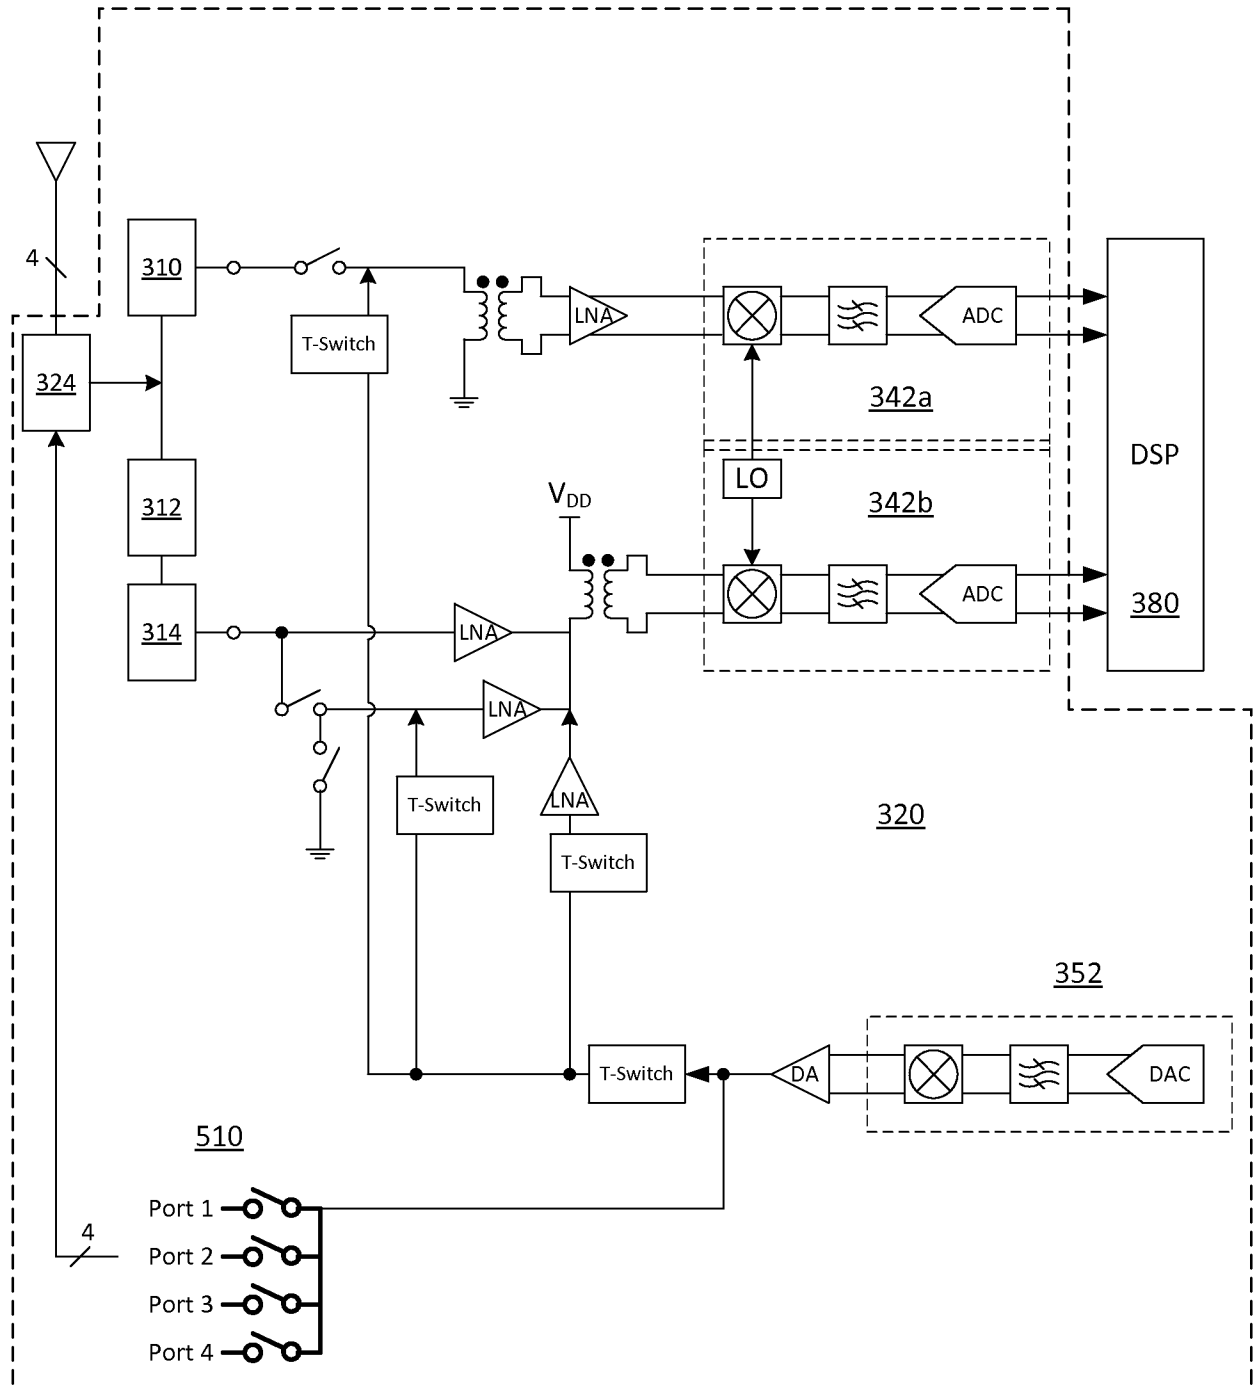 4
310
T-Switch
LNA
ADC
324
342a
DSP
LO
V_DD
342b
312
ADC
380
314
LNA
LNA
T-Switch
LNA
320
T-Switch
352
T-Switch
DA
DAC
510
Port 1
4
Port 2
Port 3
Port 4